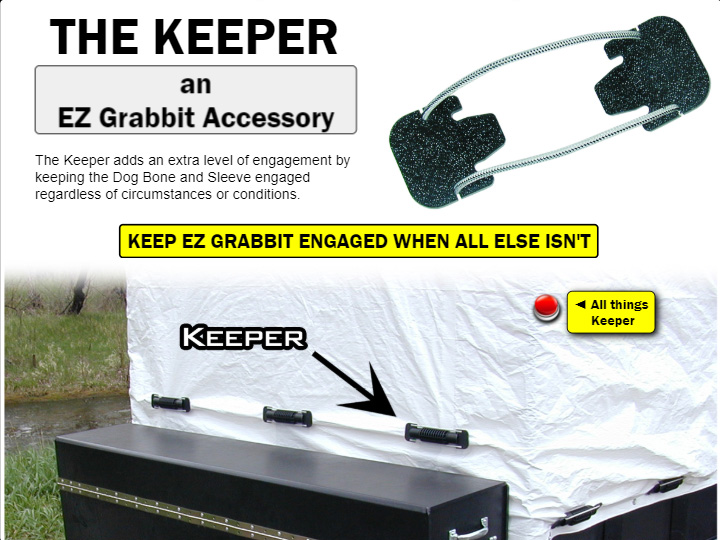 THE KEEPER
an
EZ Grabbit Accessory
The Keeper adds an extra level of engagement by
keeping the Dog Bone and Sleeve engaged
regardless of circumstances or conditions.
KEEP EZ GRABBIT ENGAGED WHEN ALL ELSE ISN'T
◄ All things
Keeper
KEEPER